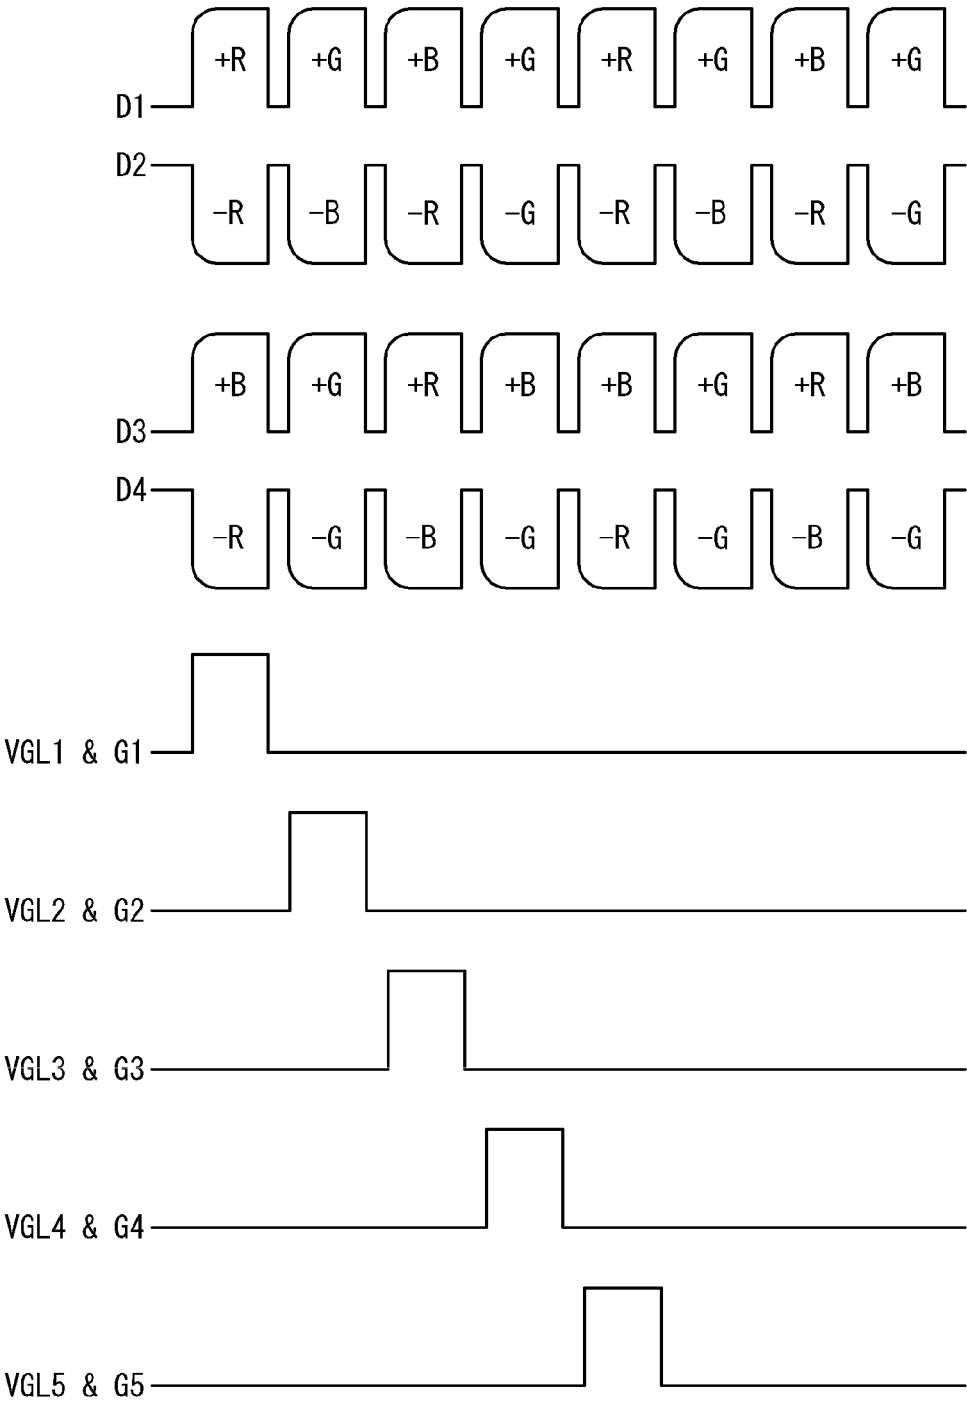 +R +G +B +G +R +G +B +G
D1
D2
−R −B −R −G −R −B −R −G
+B +G +R +B +B +G +R +B
D3
D4
−R −G −B −G −R −G −B −G
VGL1 & G1
VGL2 & G2
VGL3 & G3
VGL4 & G4
VGL5 & G5